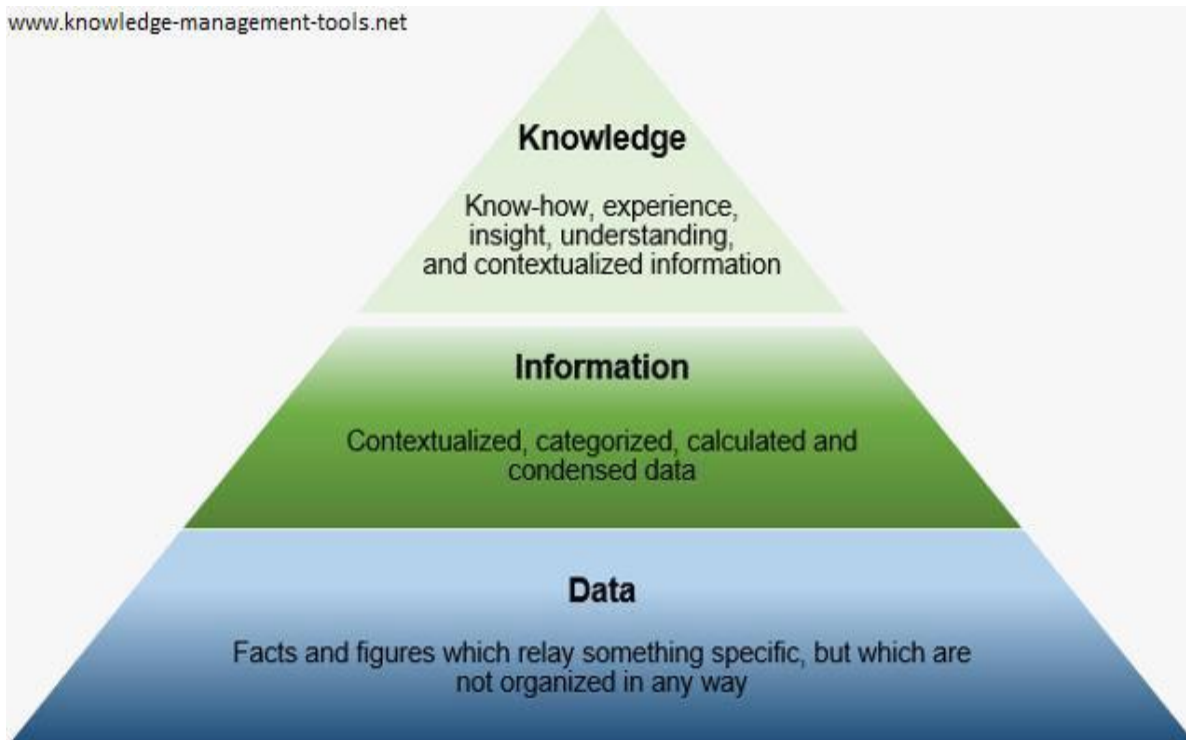 www.knowledge-management-tools.net
Knowledge
Know-how, experience,
insight, understanding,
and contextualized information
Information
Contextualized, categorized, calculated and
condensed data
Data
Facts and figures which relay something specific, but which are
not organized in any way